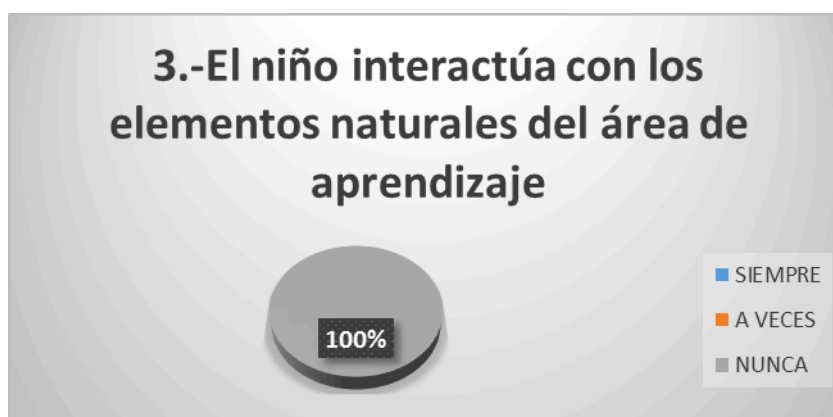 3.-El niño interactúa con los
elementos naturales del área de
aprendizaje
100%
SIEMPRE
A VECES
NUNCA